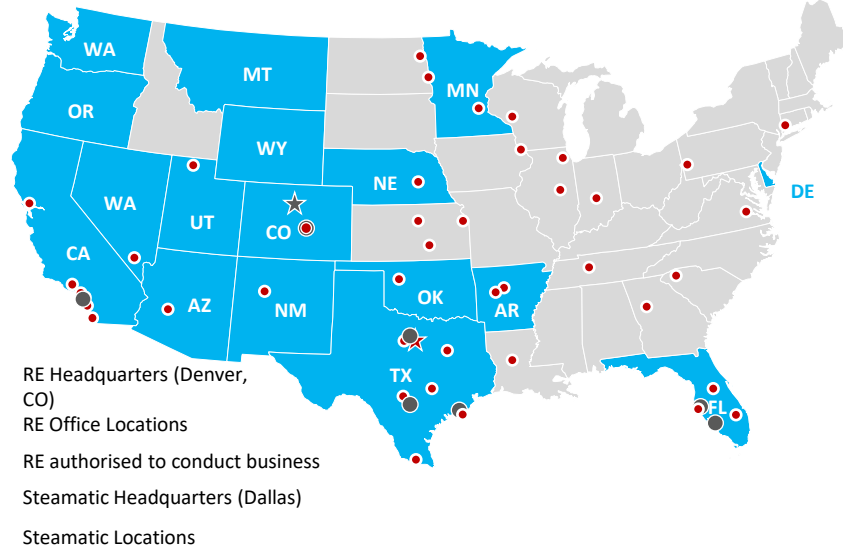 WA
MT
MN
OR
WY
NE
DE
WA
UT
CO
CA
AZ
NM
OK
AR
TX
FL
RE Headquarters (Denver,
CO)
RE Office Locations
RE authorised to conduct business
Steamatic Headquarters (Dallas)
Steamatic Locations